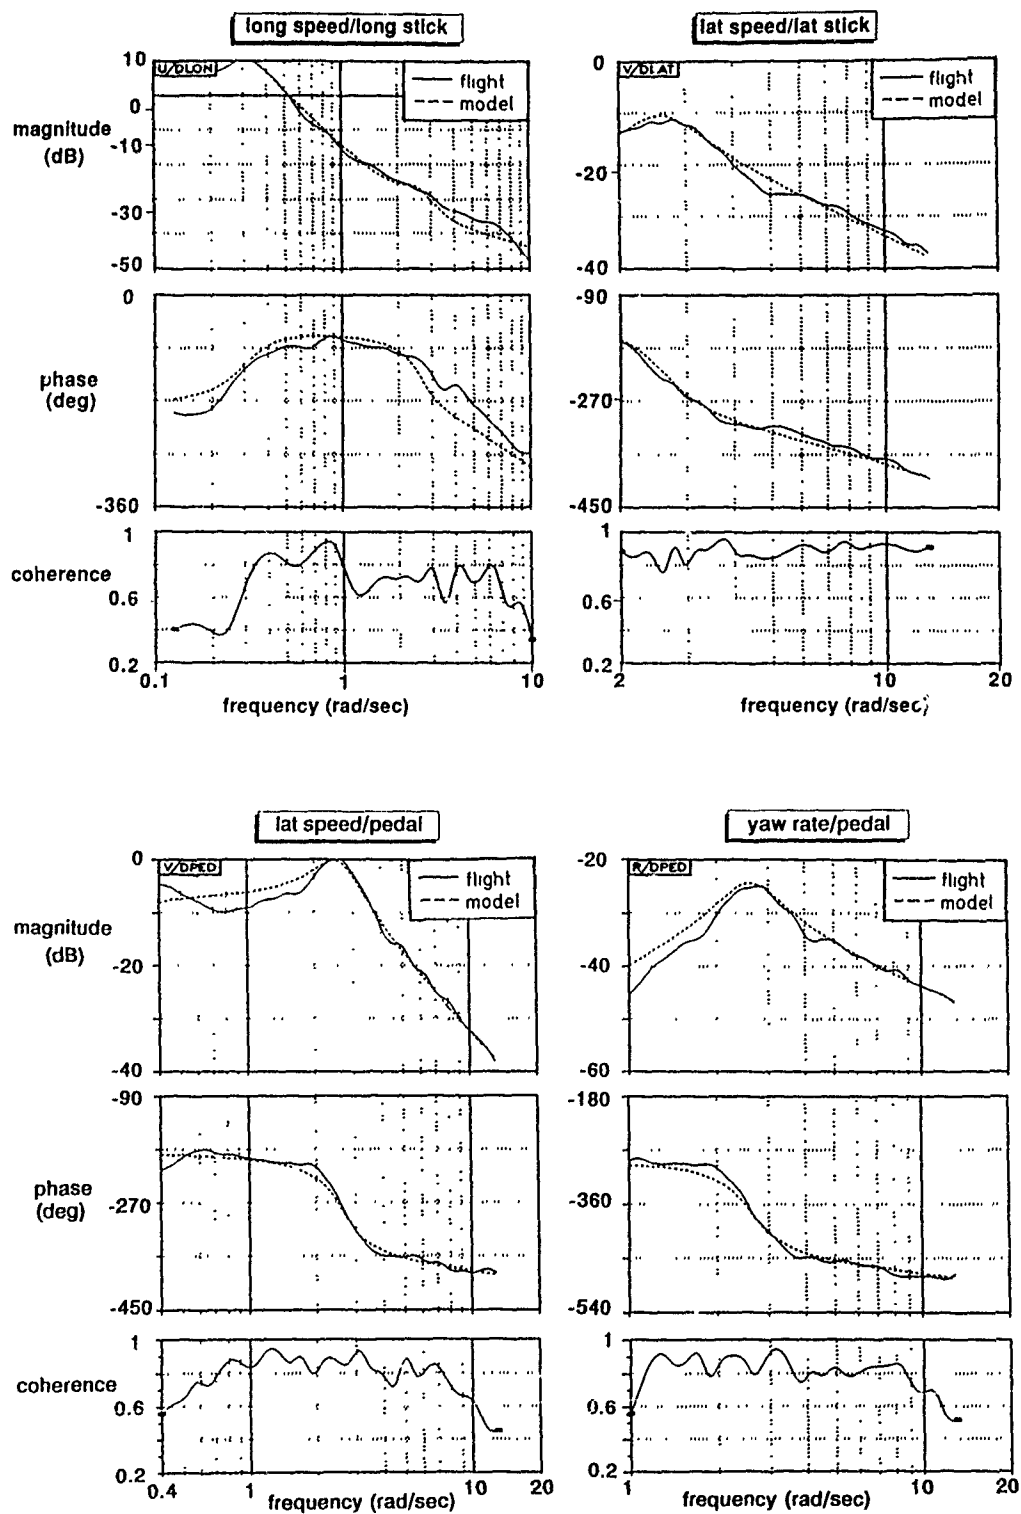 long speed/long stick
U/DLON
flight
model
magnitude
(dB)
10
0
-10
-30
-50
phase
(deg)
0
-360
coherence
1
0.6
0.2
0.1
1
10
frequency (rad/sec)
lat speed/lat stick
V/DLAT
flight
model
0
-20
-30
-40
-90
-270
-450
1
0.6
0.2
2
10
20
frequency (rad/sec)
lat speed/pedal
V/DPED
flight
model
magnitude
(dB)
0
-20
-40
phase
(deg)
-90
-270
-450
coherence
1
0.6
0.2
0.4
1
10
20
frequency (rad/sec)
yaw rate/pedal
R/DPED
flight
model
-20
-40
-60
-180
-360
-540
1
0.6
0.2
1
10
20
frequency (rad/sec)